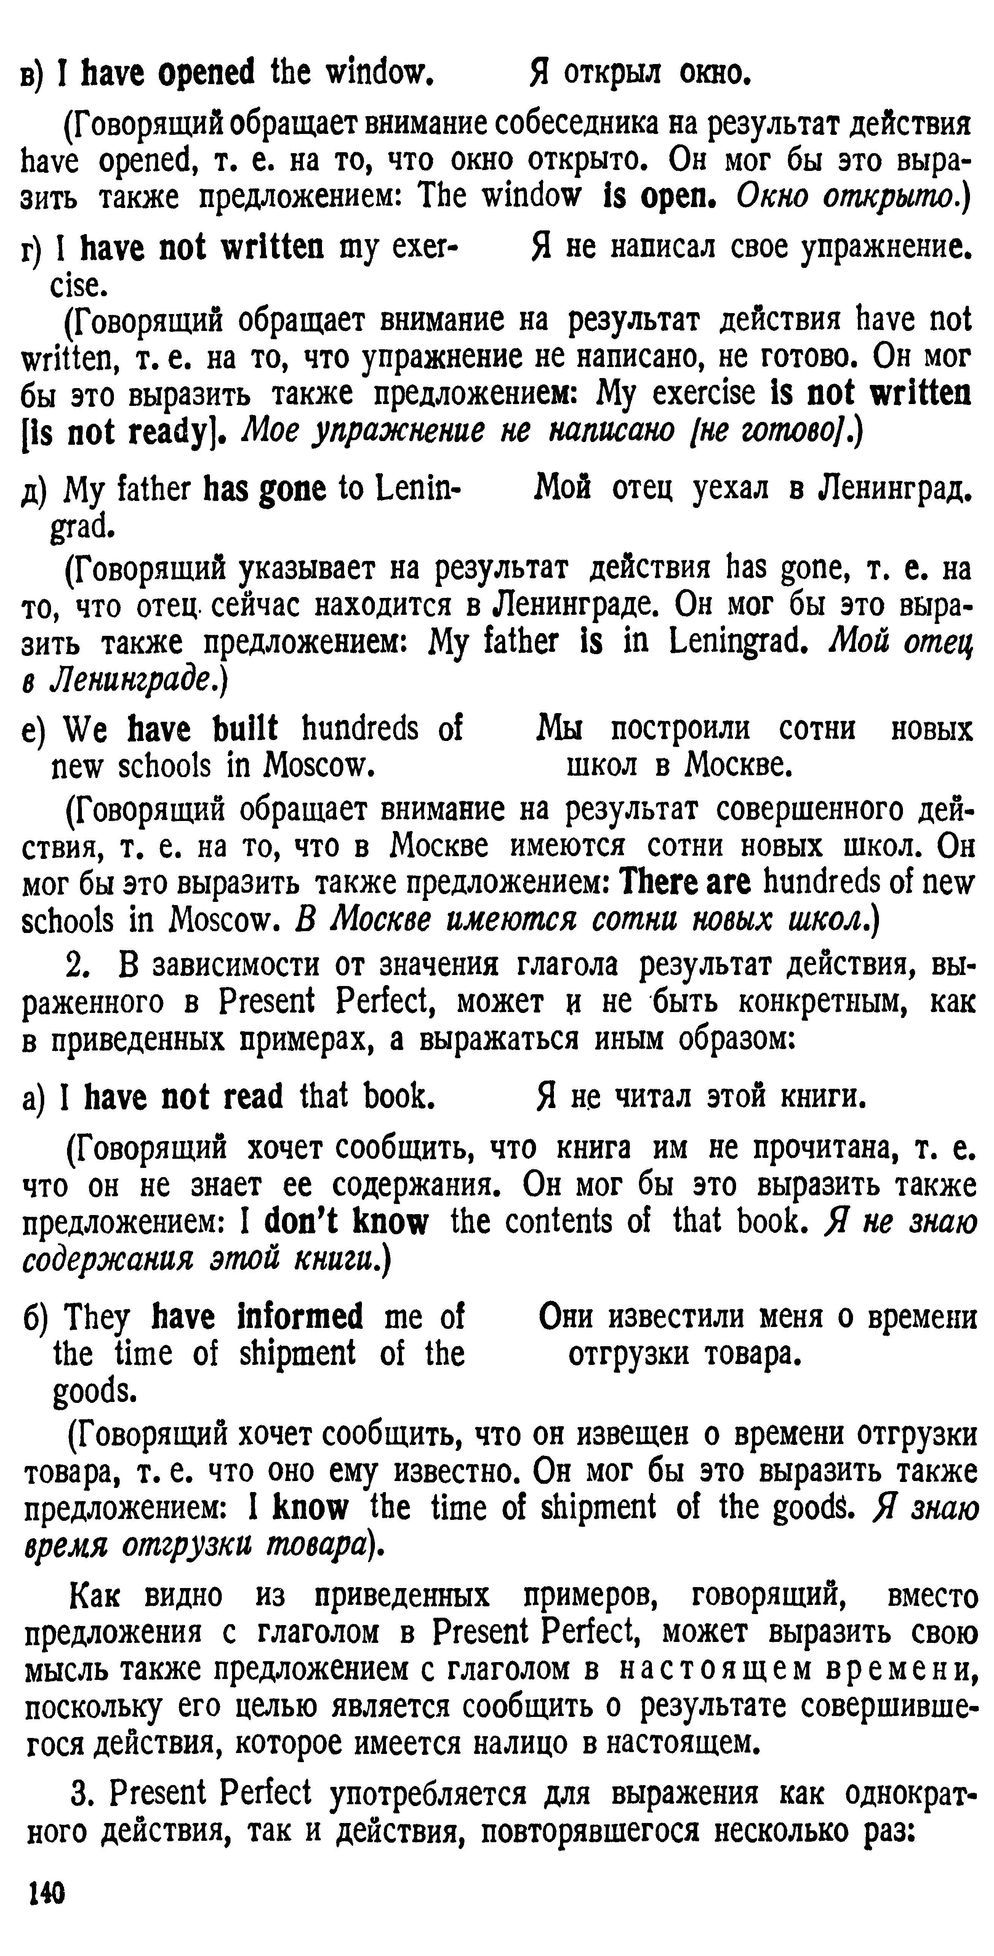 в) I have opened the window. Я открыл окно.
(Говорящий обращает внимание собеседника на результат действия
have opened, т. е. на то, что окно открыто. Он мог бы это выра-
зить также предложением: The window is open. Окно открыто.)
г) I have not written my exer- Я не написал свое упражнение.
cise.
(Говорящий обращает внимание на результат действия have not
written, т. е. на то, что упражнение не написано, не готово. Он мог
бы это выразить также предложением: My exercise is not written
[is not ready]. Мое упражнение не написано [не готово].)
д) My father has gone to Lenin- Мой отец уехал в Ленинград.
grad.
(Говорящий указывает на результат действия has gone, т. е. на
то, что отец сейчас находится в Ленинграде. Он мог бы это выра-
зить также предложением: My father is in Leningrad. Мой отец
в Ленинграде.)
е) We have built hundreds of Мы построили сотни новых
new schools in Moscow. школ в Москве.
(Говорящий обращает внимание на результат совершенного дей-
ствия, т. е. на то, что в Москве имеются сотни новых школ. Он
мог бы это выразить также предложением: There are hundreds of new
schools in Moscow. В Москве имеются сотни новых школ.)
2. В зависимости от значения глагола результат действия, вы-
раженного в Present Perfect, может и не быть конкретным, как
в приведенных примерах, а выражаться иным образом:
а) I have not read that book. Я не читал этой книги.
(Говорящий хочет сообщить, что книга им не прочитана, т. е.
что он не знает ее содержания. Он мог бы это выразить также
предложением: I don't know the contents of that book. Я не знаю
содержания этой книги.)
б) They have informed me of Они известили меня о времени
the time of shipment of the отгрузки товара.
goods.
(Говорящий хочет сообщить, что он извещен о времени отгрузки
товара, т. е. что оно ему известно. Он мог бы это выразить также
предложением: I know the time of shipment of the goods. Я знаю
время отгрузки товара).
Как видно из приведенных примеров, говорящий, вместо
предложения с глаголом в Present Perfect, может выразить свою
мысль также предложением с глаголом в настоящем времени,
поскольку его целью является сообщить о результате совершивше-
гося действия, которое имеется налицо в настоящем.
3. Present Perfect употребляется для выражения как однократ-
ного действия, так и действия, повторявшегося несколько раз:
140